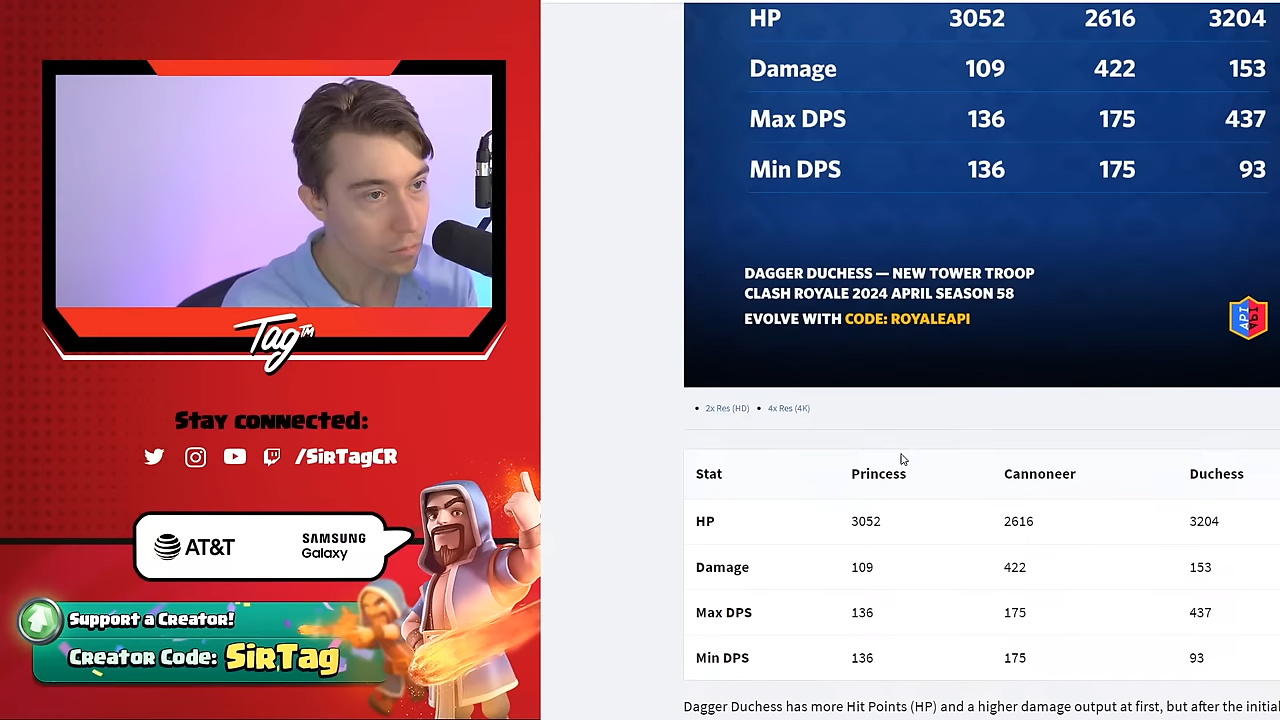 Tag™
Stay connected:
/SirTagCR
AT&T
SAMSUNG
Galaxy
Support a Creator!
Creator Code: SirTag
HP 3052 2616 3204
Damage 109 422 153
Max DPS 136 175 437
Min DPS 136 175 93
DAGGER DUCHESS — NEW TOWER TROOP
CLASH ROYALE 2024 APRIL SEASON 58
EVOLVE WITH CODE: ROYALEAPI
API
API
2x Res (HD) • 4x Res (4K)
Stat Princess Cannoneer Duchess
HP 3052 2616 3204
Damage 109 422 153
Max DPS 136 175 437
Min DPS 136 175 93
Dagger Duchess has more Hit Points (HP) and a higher damage output at first, but after the initial